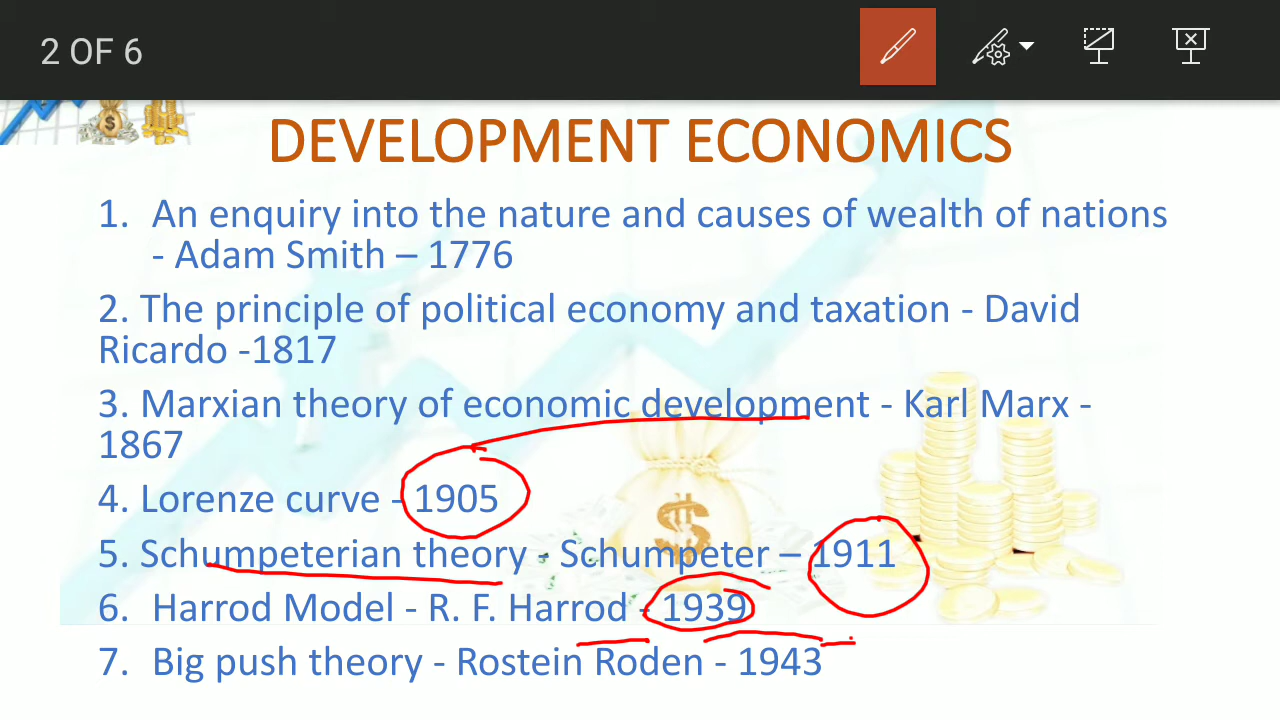 2 OF 6
DEVELOPMENT ECONOMICS
1. An enquiry into the nature and causes of wealth of nations
- Adam Smith – 1776
2. The principle of political economy and taxation - David
Ricardo -1817
3. Marxian theory of economic development - Karl Marx -
1867
4. Lorenze curve - 1905
5. Schumpeterian theory - Schumpeter – 1911
6. Harrod Model - R. F. Harrod - 1939
7. Big push theory - Rostein Roden - 1943